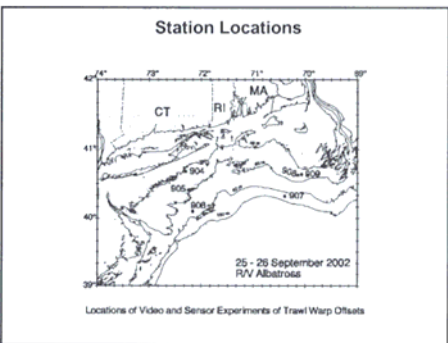 Station Locations
74° 73° 72° 71° 70° 69°
42°
MA
RI
CT
41°
904
908 909
905
907
906
40°
25 - 26 September 2002
R/V Albatross
39°
Locations of Video and Sensor Experiments of Trawl Warp Offsets